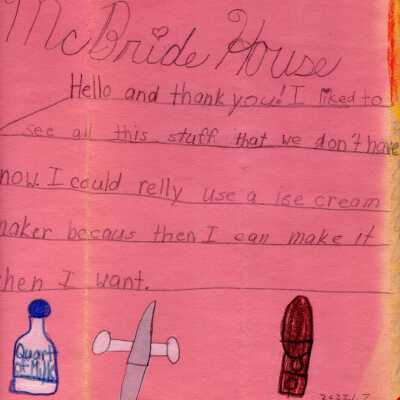 McBride House
Hello and thank you! I liked to
see all this stuff that we don't have
now. I could relly use a ise cream
maker becaus then I can make it
when I want.
Quart
of Milk